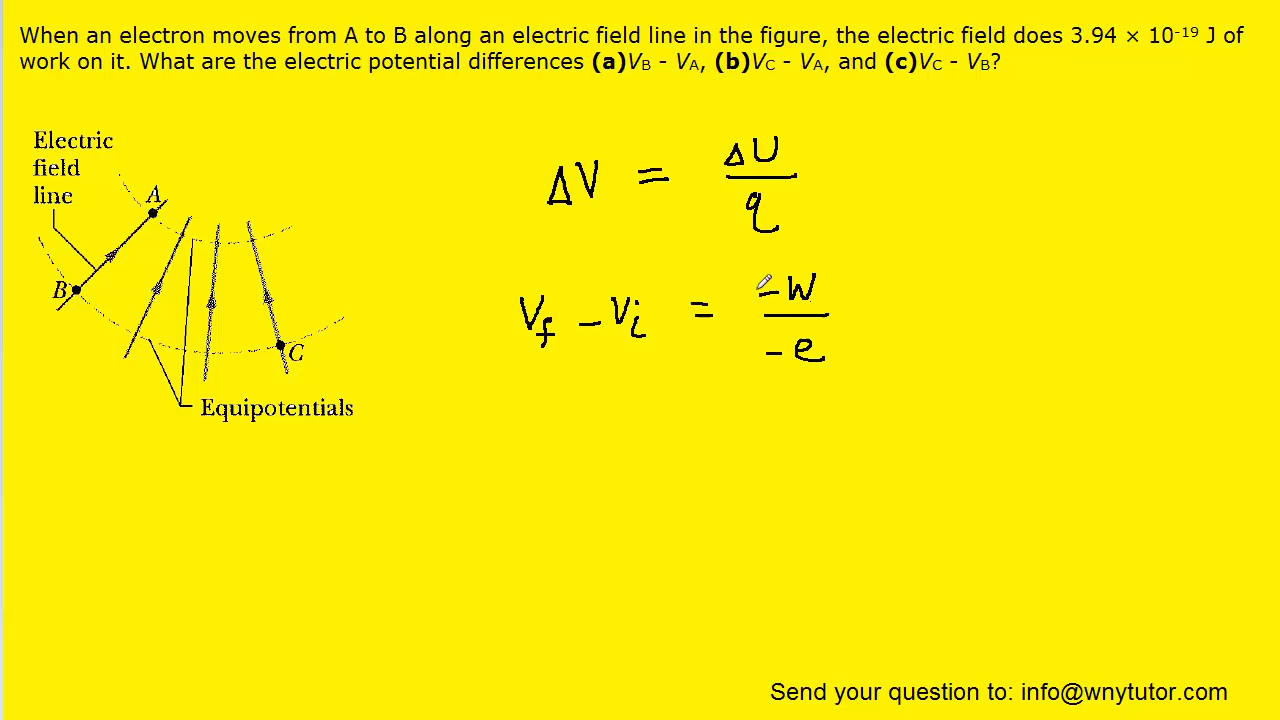 When an electron moves from A to B along an electric field line in the figure, the electric field does 3.94 × 10⁻¹⁹ J of
work on it. What are the electric potential differences (a)VB - VA, (b)VC - VA, and (c)VC - VB?
Electric
field
line
A
B
C
Equipotentials
ΔV = ΔU / q
Vf - Vi = -W / -e
Send your question to: info@wnytutor.com